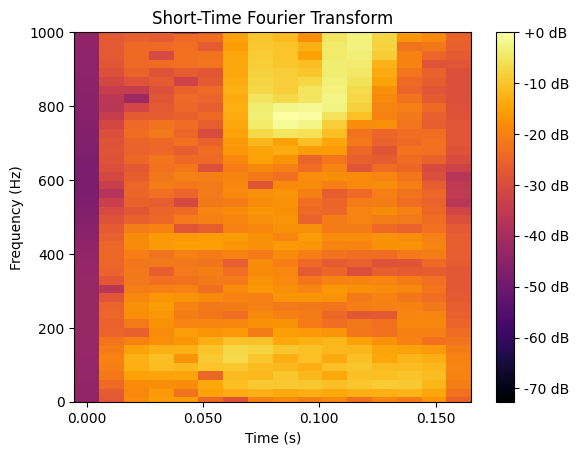 Short-Time Fourier Transform
1000
800
600
400
200
0
Frequency (Hz)
0.000
0.050
0.100
0.150
Time (s)
+0 dB
-10 dB
-20 dB
-30 dB
-40 dB
-50 dB
-60 dB
-70 dB